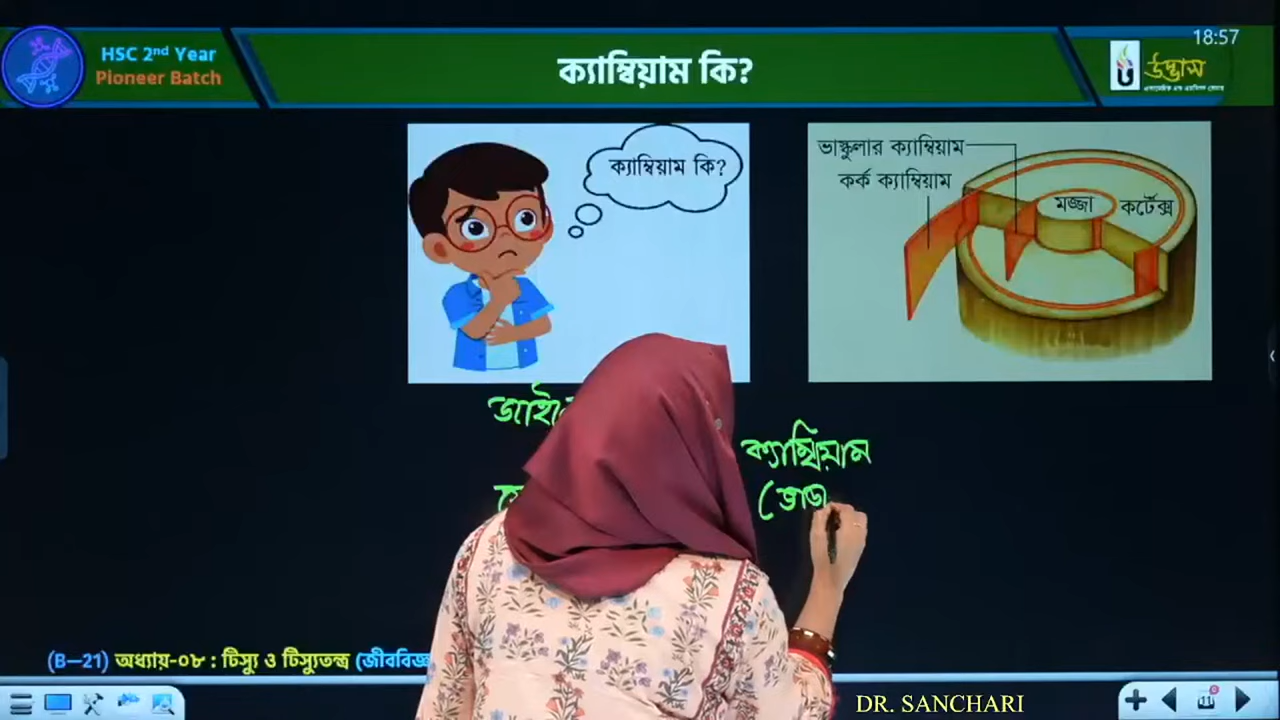 18:57
HSC 2nd Year
Pioneer Batch
ক্যাম্বিয়াম কি?
উদ্ভাস
ক্যাম্বিয়াম কি?
ভাস্কুলার ক্যাম্বিয়াম
কর্ক ক্যাম্বিয়াম
মজ্জা
কর্টেক্স
ক্যাম্বিয়াম
(B–21) অধ্যায়-০৮ : টিস্যু ও টিস্যুতন্ত্র
DR. SANCHARI